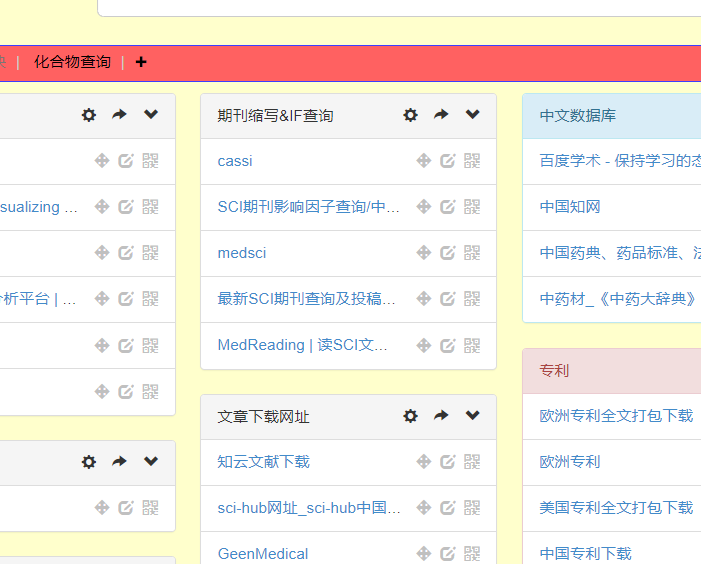 化合物查询
sualizing ...
析平台 | ...
期刊缩写&IF查询
cassi
SCI期刊影响因子查询/中...
medsci
最新SCI期刊查询及投稿...
MedReading | 读SCI文...
文章下载网址
知云文献下载
sci-hub网址_sci-hub中国...
GeenMedical
中文数据库
百度学术 - 保持学习的态
中国知网
中国药典、药品标准、法
中药材_《中药大辞典》
专利
欧洲专利全文打包下载
欧洲专利
美国专利全文打包下载
中国专利下载